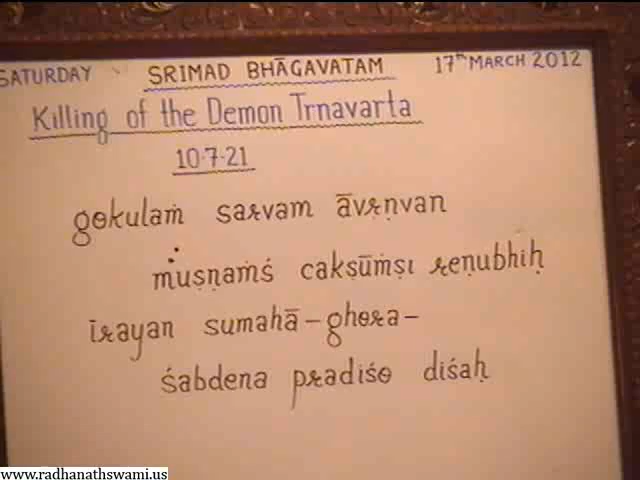 SATURDAY SRIMAD BHĀGAVATAM 17th MARCH 2012
Killing of the Demon Trnavarta
10.7.21
gokulaṁ sarvam āvṛṇvan
muṣṇaṁś cakṣūṁṣi reṇubhiḥ
īrayan sumahā-ghora-
śabdena pradiśo diśaḥ
www.radhanathswami.us